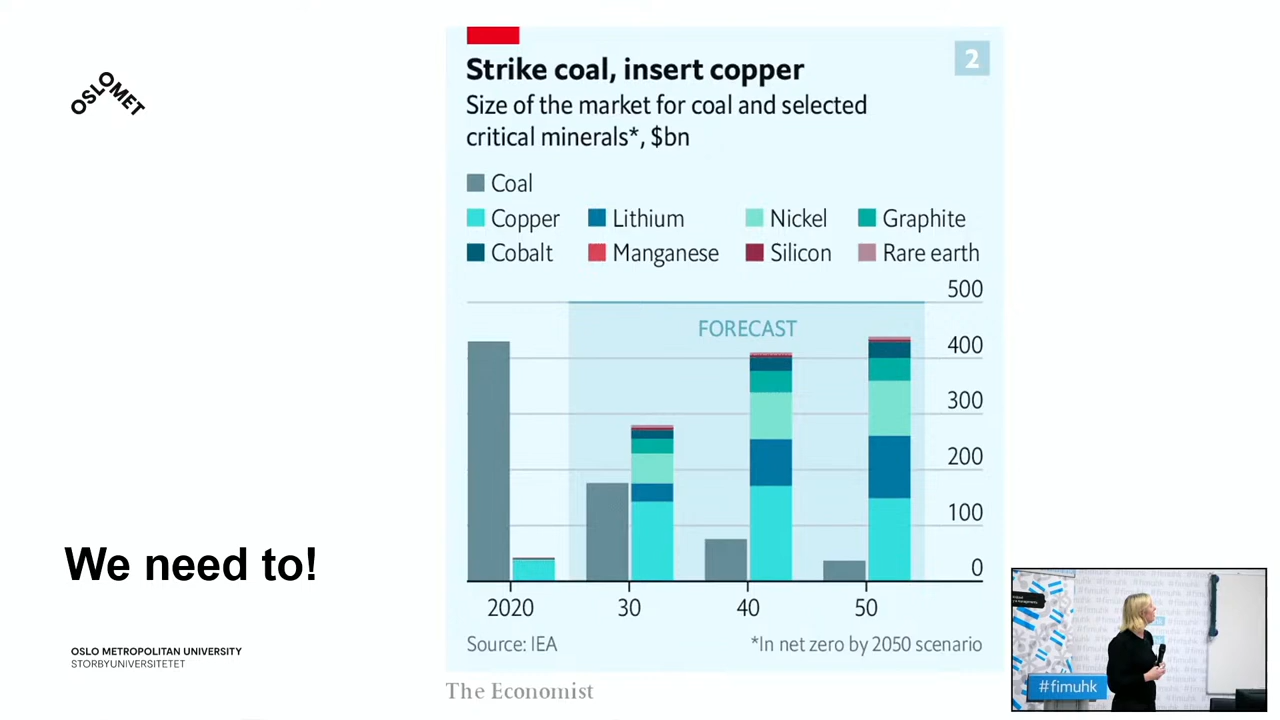 OSLOMET
We need to!
OSLO METROPOLITAN UNIVERSITY
STORBYUNIVERSITETET
2
Strike coal, insert copper
Size of the market for coal and selected
critical minerals*, $bn
Coal
Copper Lithium Nickel Graphite
Cobalt Manganese Silicon Rare earth
500
FORECAST
400
300
200
100
0
2020 30 40 50
Source: IEA *In net zero by 2050 scenario
The Economist
#fimuhk